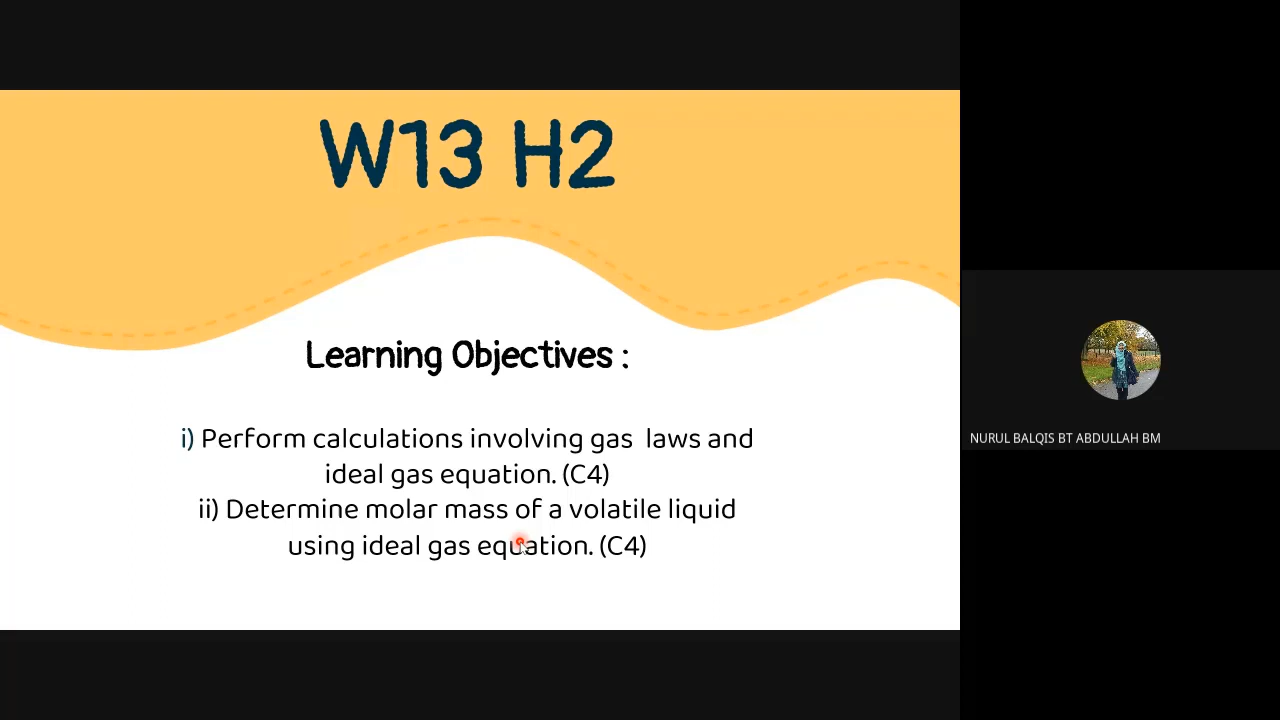 W13 H2
Learning Objectives :
i) Perform calculations involving gas laws and
ideal gas equation. (C4)
ii) Determine molar mass of a volatile liquid
using ideal gas equation. (C4)
NURUL BALQIS BT ABDULLAH BM